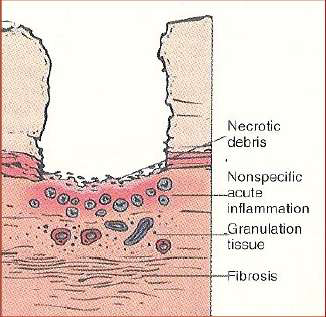 Necrotic
debris
Nonspecific
acute
inflammation
Granulation
tissue
Fibrosis